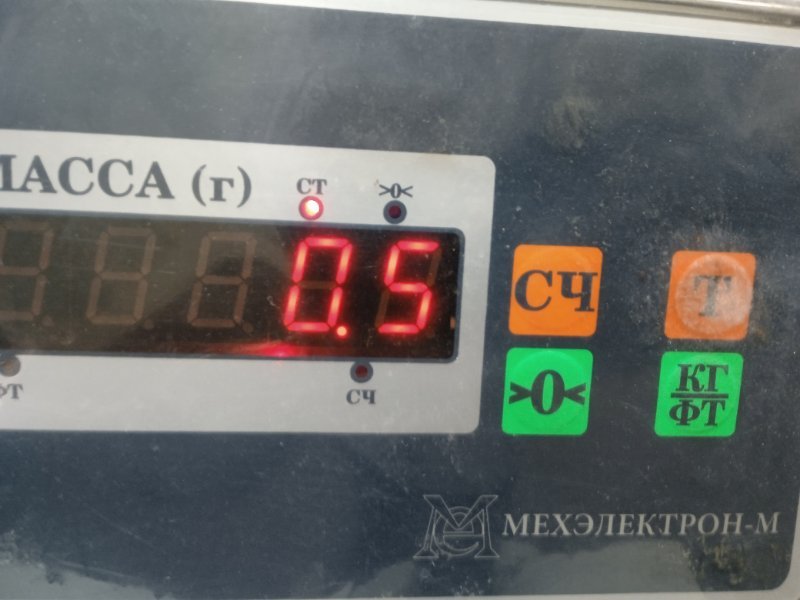 МАССА (г)
СТ >0<
0.5
СЧ Т
>0< КГ
ФТ
ФТ СЧ
МЕХЭЛЕКТРОН-М